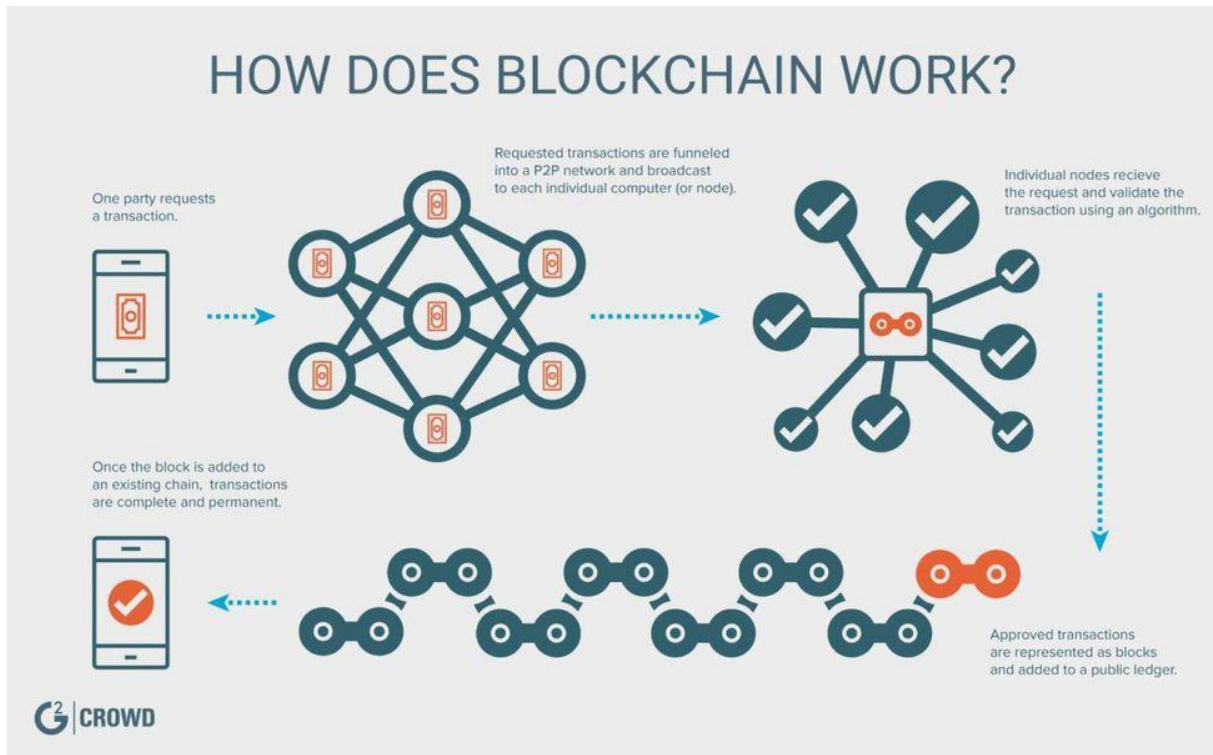 HOW DOES BLOCKCHAIN WORK?
One party requests
a transaction.
Requested transactions are funneled
into a P2P network and broadcast
to each individual computer (or node).
Individual nodes recieve
the request and validate the
transaction using an algorithm.
Approved transactions
are represented as blocks
and added to a public ledger.
Once the block is added to
an existing chain, transactions
are complete and permanent.
G2 | CROWD